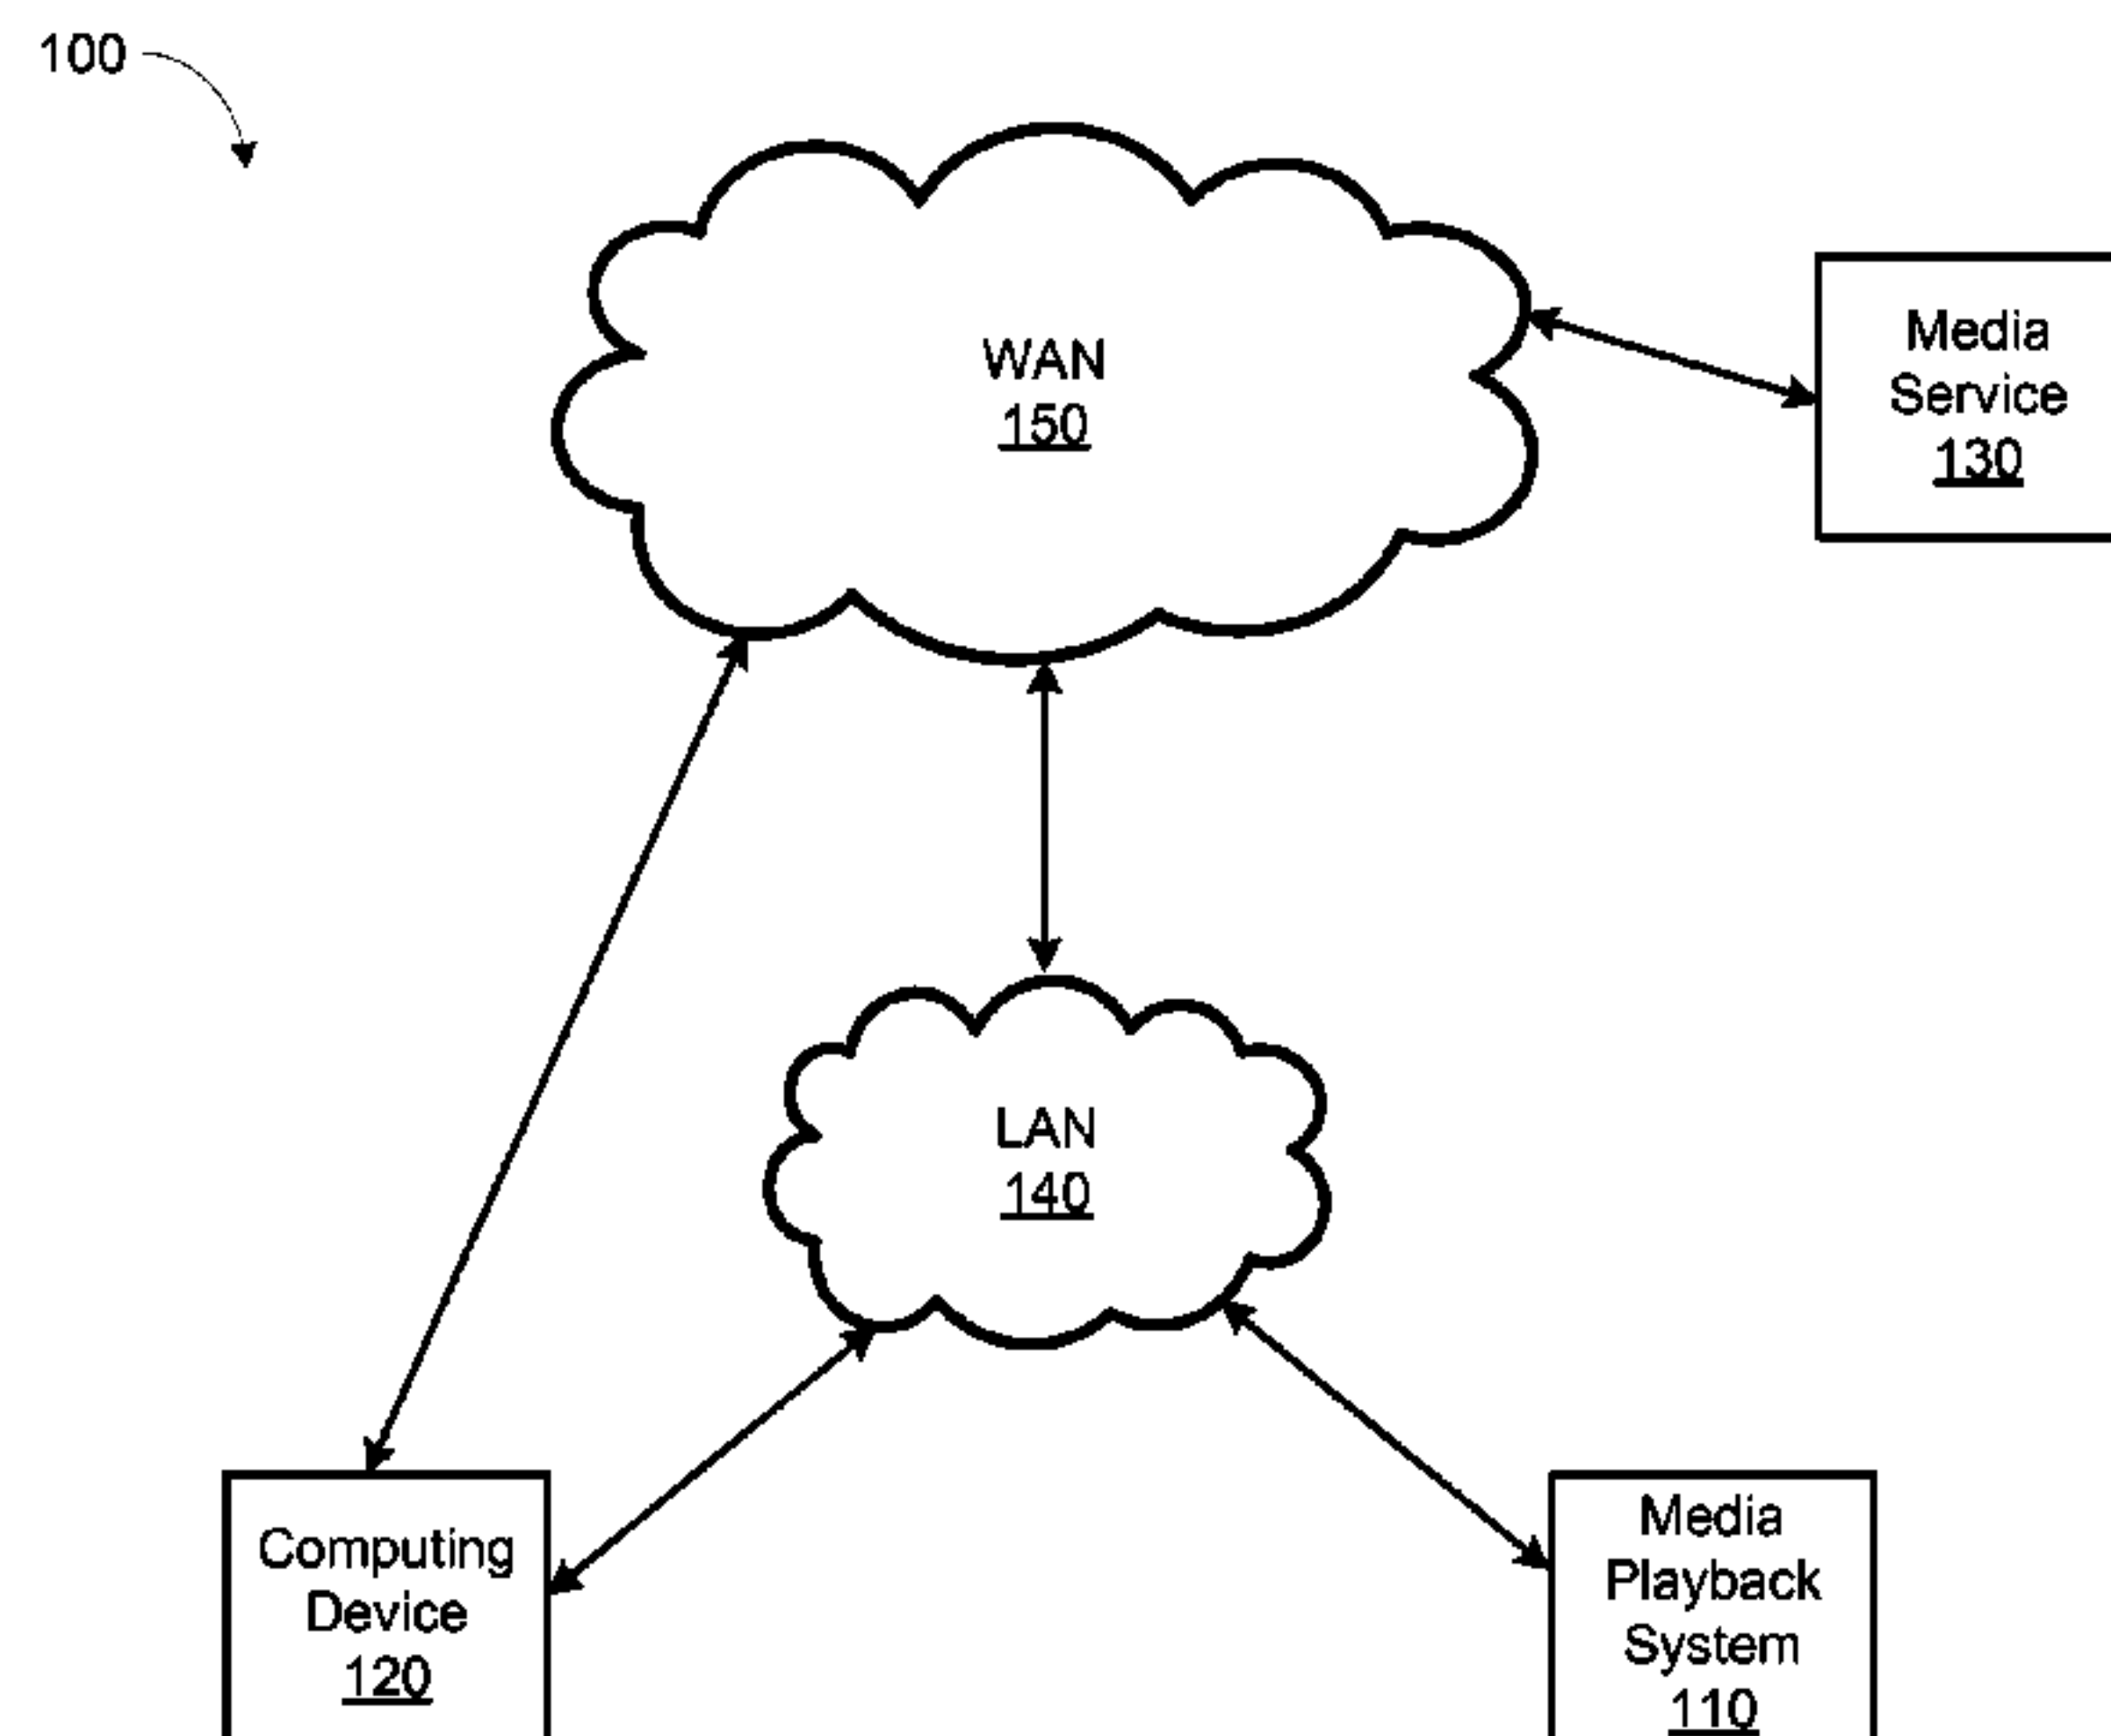 100
WAN
150
Media
Service
130
LAN
140
Computing
Device
120
Media
Playback
System
110